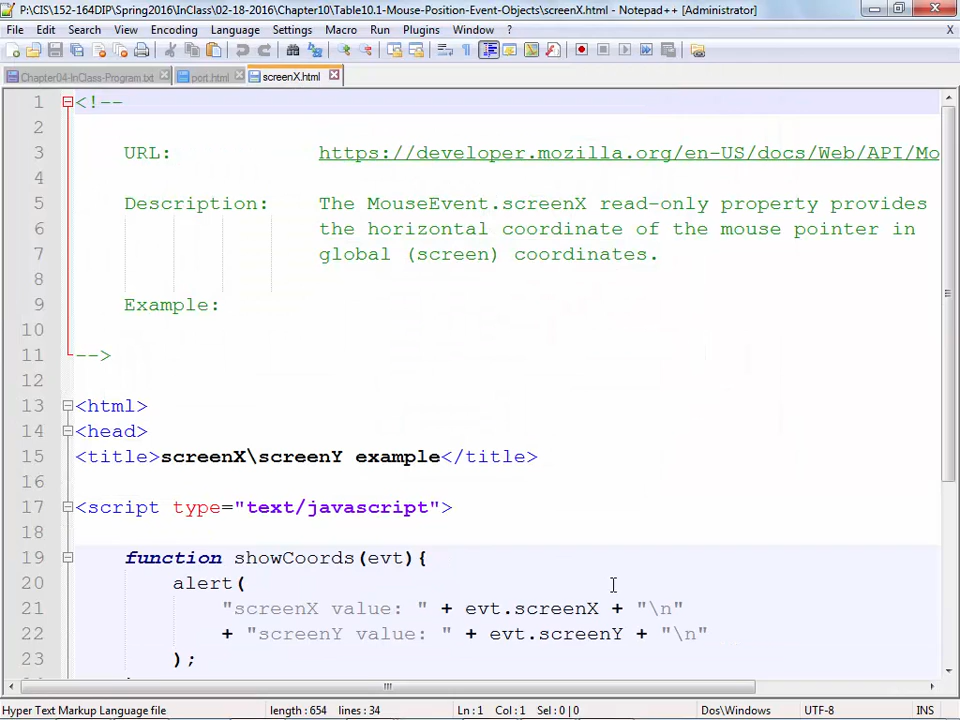 P:\CIS\152-164DIP\Spring2016\InClass\02-18-2016\Chapter10\Table10.1-Mouse-Position-Event-Objects\screenX.html - Notepad++ [Administrator]
File Edit Search View Encoding Language Settings Macro Run Plugins Window ? X
Chapter04-InClass-Program.txt port.html screenX.html
1 <!--
2
3 URL: https://developer.mozilla.org/en-US/docs/Web/API/Mo
4
5 Description: The MouseEvent.screenX read-only property provides
6 the horizontal coordinate of the mouse pointer in
7 global (screen) coordinates.
8
9 Example:
10
11 -->
12
13 <html>
14 <head>
15 <title>screenX\screenY example</title>
16
17 <script type="text/javascript">
18
19 function showCoords(evt){
20 alert(
21 "screenX value: " + evt.screenX + "\n"
22 + "screenY value: " + evt.screenY + "\n"
23 );
Hyper Text Markup Language file length : 654 lines : 34 Ln : 1 Col : 1 Sel : 0 | 0 Dos\Windows UTF-8 INS